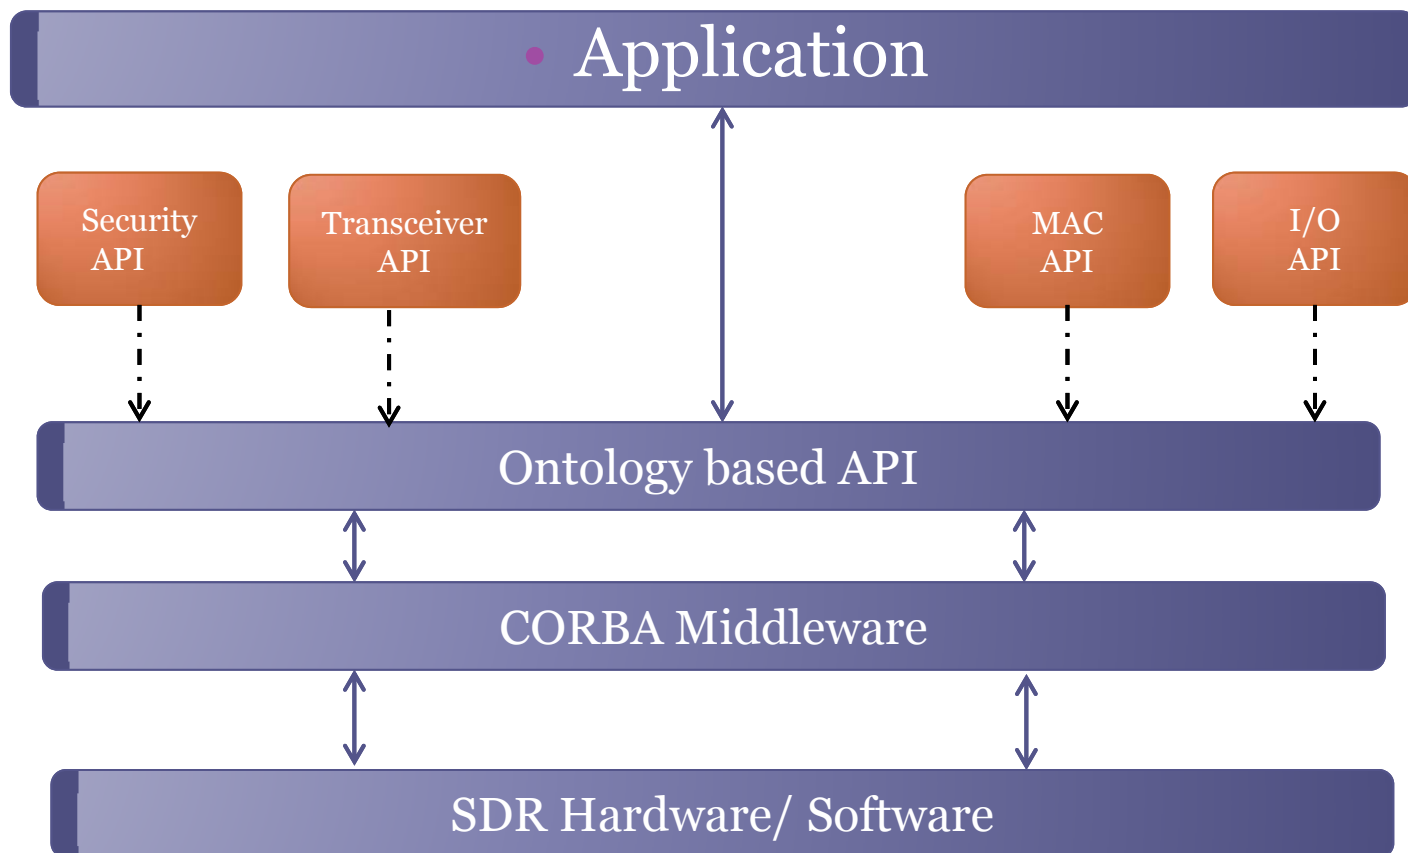 • Application
Security
API
Transceiver
API
MAC
API
I/O
API
Ontology based API
CORBA Middleware
SDR Hardware/ Software